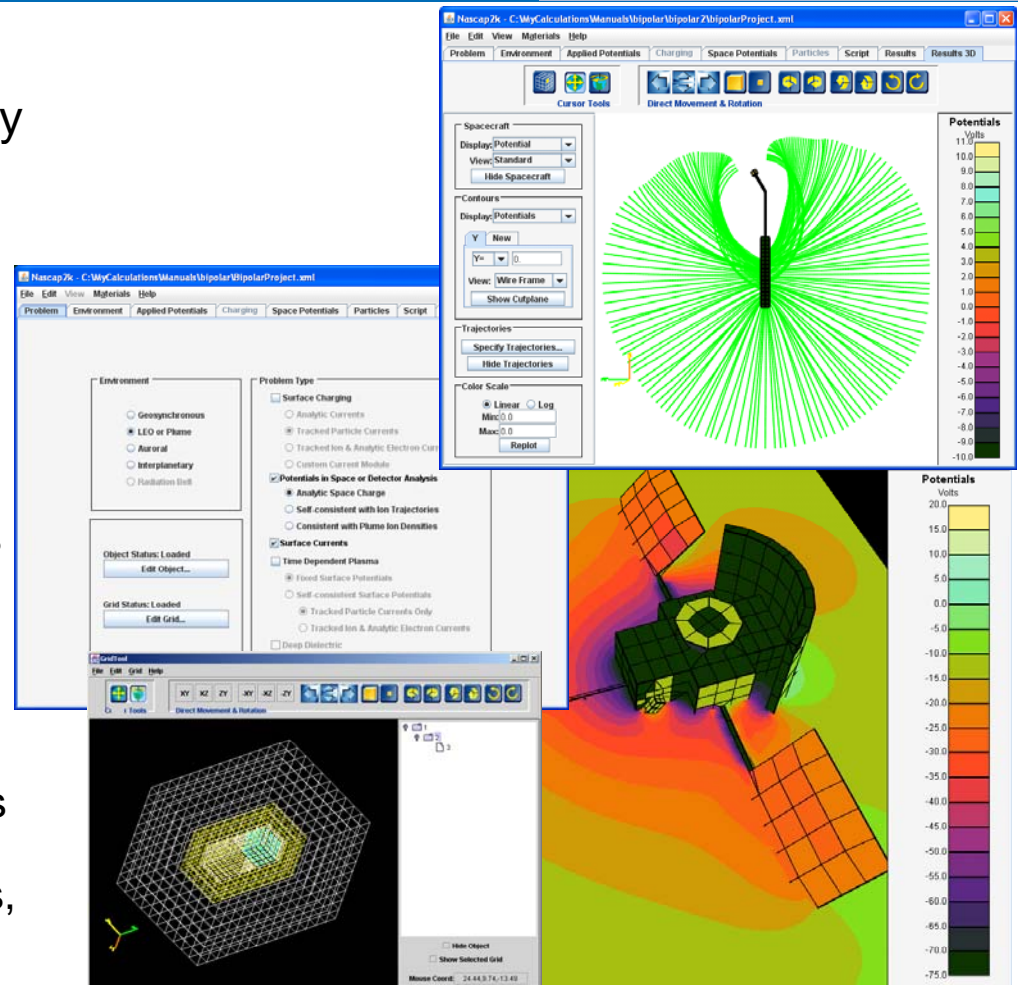 y
s
s,
Nascap2k - C:\MyCalculations\Manuals\bipolar\bipolar2\bipolarProject.xml
File Edit View Materials Help
Problem Environment Applied Potentials Charging Space Potentials Particles Script Results Results 3D
Cursor Tools
Direct Movement & Rotation
Spacecraft
Display: Potential
View: Standard
Hide Spacecraft
Contours
Display: Potentials
Y New
Y= 0.
View: Wire Frame
Show Cutplane
Trajectories
Specify Trajectories...
Hide Trajectories
Color Scale
Linear Log
Min: 0.0
Max: 0.0
Replot
Potentials
Volts
11.0
10.0
9.0
8.0
7.0
6.0
5.0
4.0
3.0
2.0
1.0
0.0
-1.0
-2.0
-3.0
-4.0
-5.0
-6.0
-7.0
-8.0
-9.0
-10.0
Nascap2k - C:\MyCalculations\Manuals\bipolar\BipolarProject.xml
File Edit View Materials Help
Problem Environment Applied Potentials Charging Space Potentials Particles Script
Environment
Geosynchronous
LEO or Plume
Auroral
Interplanetary
Radiation Belt
Object Status: Loaded
Edit Object...
Grid Status: Loaded
Edit Grid...
Problem Type
Surface Charging
Analytic Currents
Tracked Particle Currents
Tracked Ion & Analytic Electron Curr
Custom Current Module
Potentials in Space or Detector Analysis
Analytic Space Charge
Self-consistent with Ion Trajectories
Consistent with Plume Ion Densities
Surface Currents
Time Dependent Plasma
Fixed Surface Potentials
Self-consistent Surface Potentials
Tracked Particle Currents Only
Tracked Ion & Analytic Electron Currents
Deep Dielectric
GridTool
File Edit Grid Help
Tools
XY XZ ZY -XY -XZ -ZY
Direct Movement & Rotation
1
2
3
Hide Object
Show Selected Grid
Mouse Coord: 24.44,9.74,-13.48
Potentials
Volts
20.0
15.0
10.0
5.0
0.0
-5.0
-10.0
-15.0
-20.0
-25.0
-30.0
-35.0
-40.0
-45.0
-50.0
-55.0
-60.0
-65.0
-70.0
-75.0